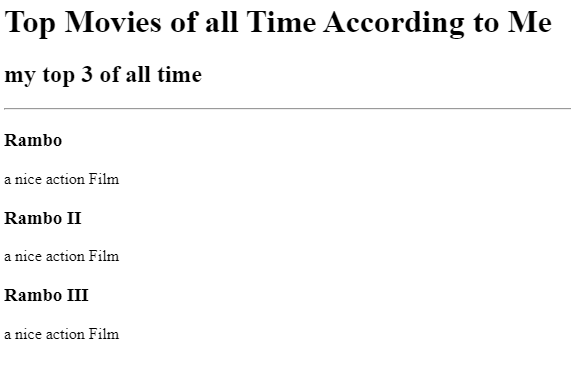 Top Movies of all Time According to Me
my top 3 of all time
Rambo
a nice action Film
Rambo II
a nice action Film
Rambo III
a nice action Film